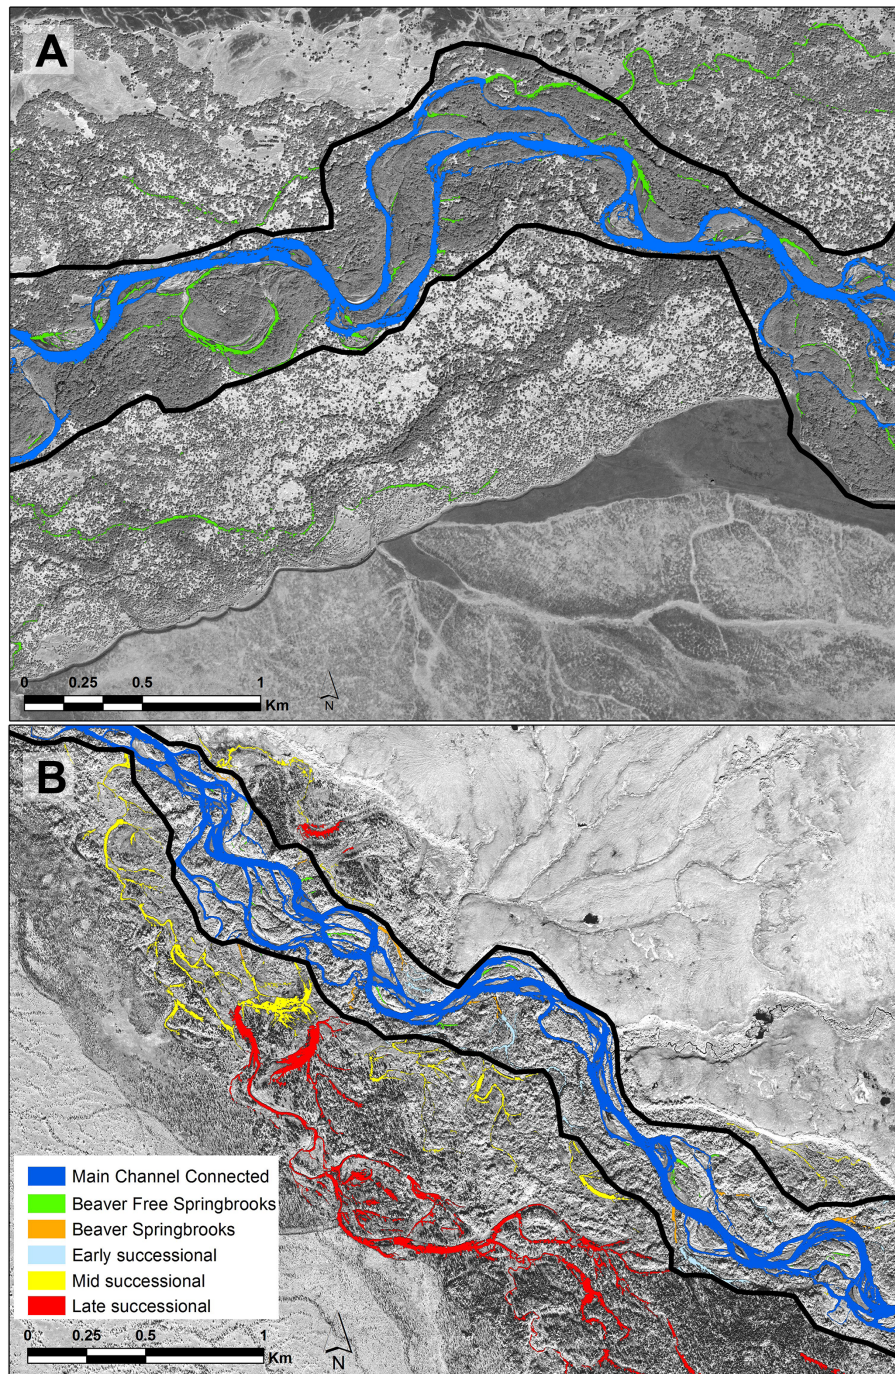 A
0 0.25 0.5 1
Km
N
B
Main Channel Connected
Beaver Free Springbrooks
Beaver Springbrooks
Early successional
Mid successional
Late successional
0 0.25 0.5 1
Km
N